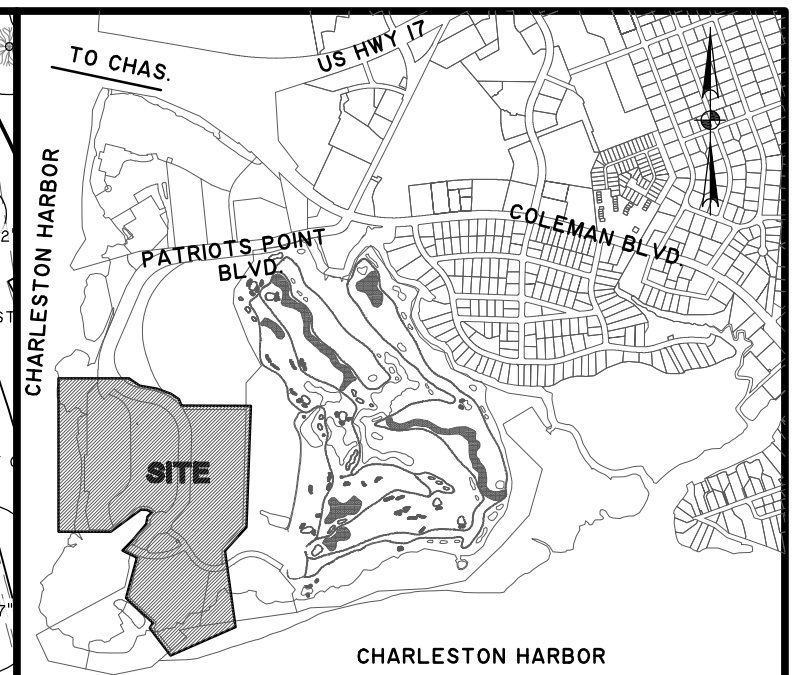 US HWY 17
TO CHAS.
CHARLESTON HARBOR
COLEMAN BLVD.
PATRIOTS POINT
BLVD.
SITE
CHARLESTON HARBOR